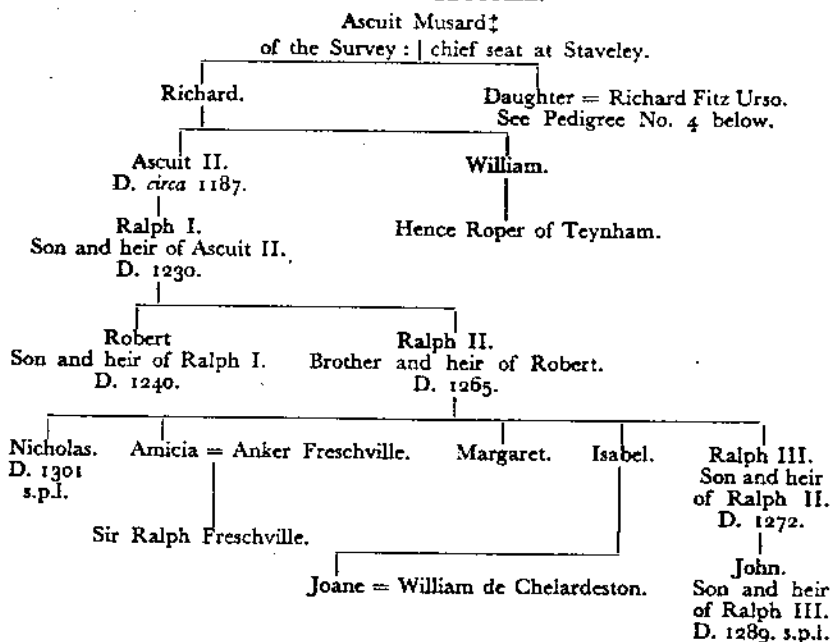 Ascuit Musard‡
of the Survey : | chief seat at Staveley.
Richard.
Daughter = Richard Fitz Urso.
See Pedigree No. 4 below.
Ascuit II.
D. circa 1187.
William.
Ralph I.
Son and heir of Ascuit II.
D. 1230.
Hence Roper of Teynham.
Robert
Son and heir of Ralph I.
D. 1240.
Ralph II.
Brother and heir of Robert.
D. 1265.
Nicholas.
D. 1301
s.p.l.
Amicia = Anker Freschville.
Margaret.
Isabel.
Ralph III.
Son and heir
of Ralph II.
D. 1272.
Sir Ralph Freschville.
Joane = William de Chelardeston.
John.
Son and heir
of Ralph III.
D. 1289. s.p.l.